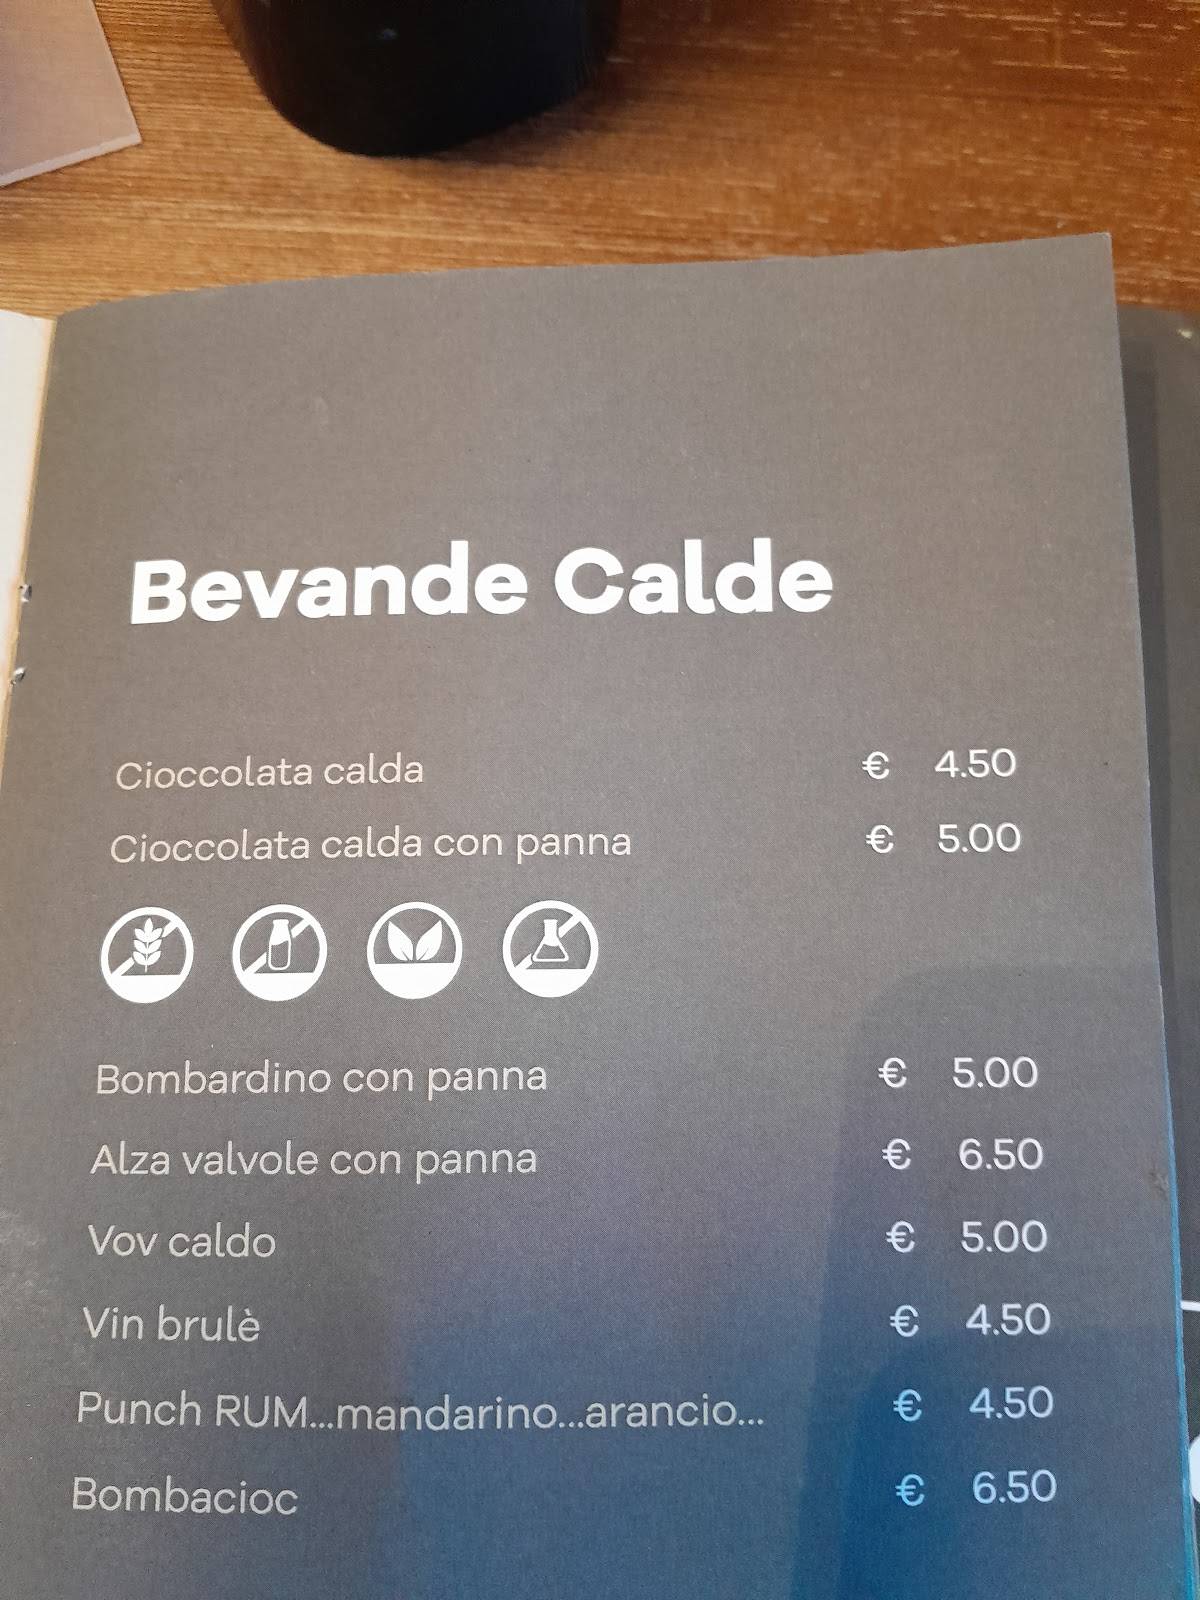 Bevande Calde
Cioccolata calda € 4.50
Cioccolata calda con panna € 5.00
Bombardino con panna € 5.00
Alza valvole con panna € 6.50
Vov caldo € 5.00
Vin brulè € 4.50
Punch RUM...mandarino...arancio... € 4.50
Bombacioc € 6.50